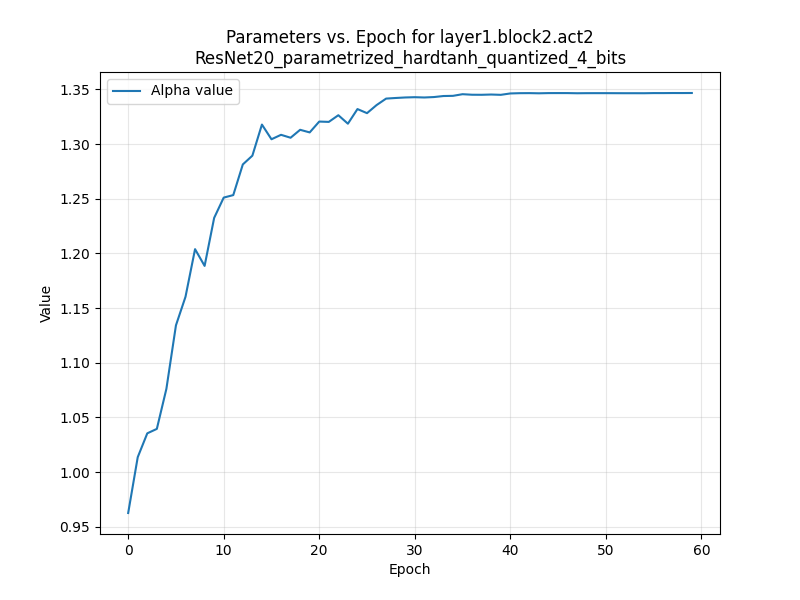 Parameters vs. Epoch for layer1.block2.act2
ResNet20_parametrized_hardtanh_quantized_4_bits
Alpha value
1.35
1.30
1.25
1.20
1.15
1.10
1.05
1.00
0.95
Value
0 10 20 30 40 50 60
Epoch